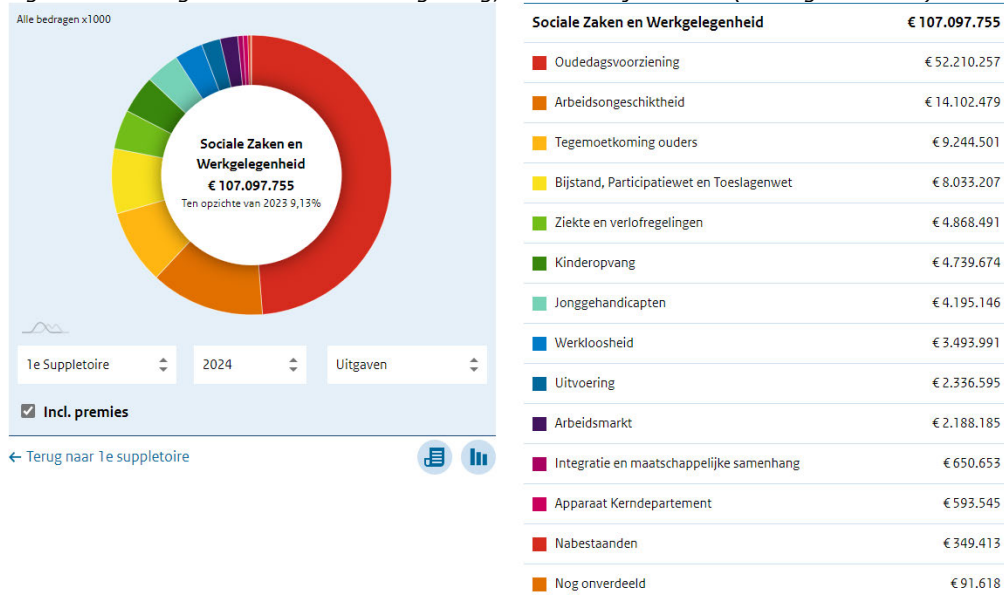 Alle bedragen x1000
Sociale Zaken en
Werkgelegenheid
€ 107.097.755
Ten opzichte van 2023 9,13%
1e Suppletoire
2024
Uitgaven
Incl. premies
← Terug naar 1e suppletoire
Sociale Zaken en Werkgelegenheid € 107.097.755
Oudedagsvoorziening € 52.210.257
Arbeidsongeschiktheid € 14.102.479
Tegemoetkoming ouders € 9.244.501
Bijstand, Participatiewet en Toeslagenwet € 8.033.207
Ziekte en verlofregelingen € 4.868.491
Kinderopvang € 4.739.674
Jonggehandicapten € 4.195.146
Werkloosheid € 3.493.991
Uitvoering € 2.336.595
Arbeidsmarkt € 2.188.185
Integratie en maatschappelijke samenhang € 650.653
Apparaat Kerndepartement € 593.545
Nabestaanden € 349.413
Nog onverdeeld € 91.618